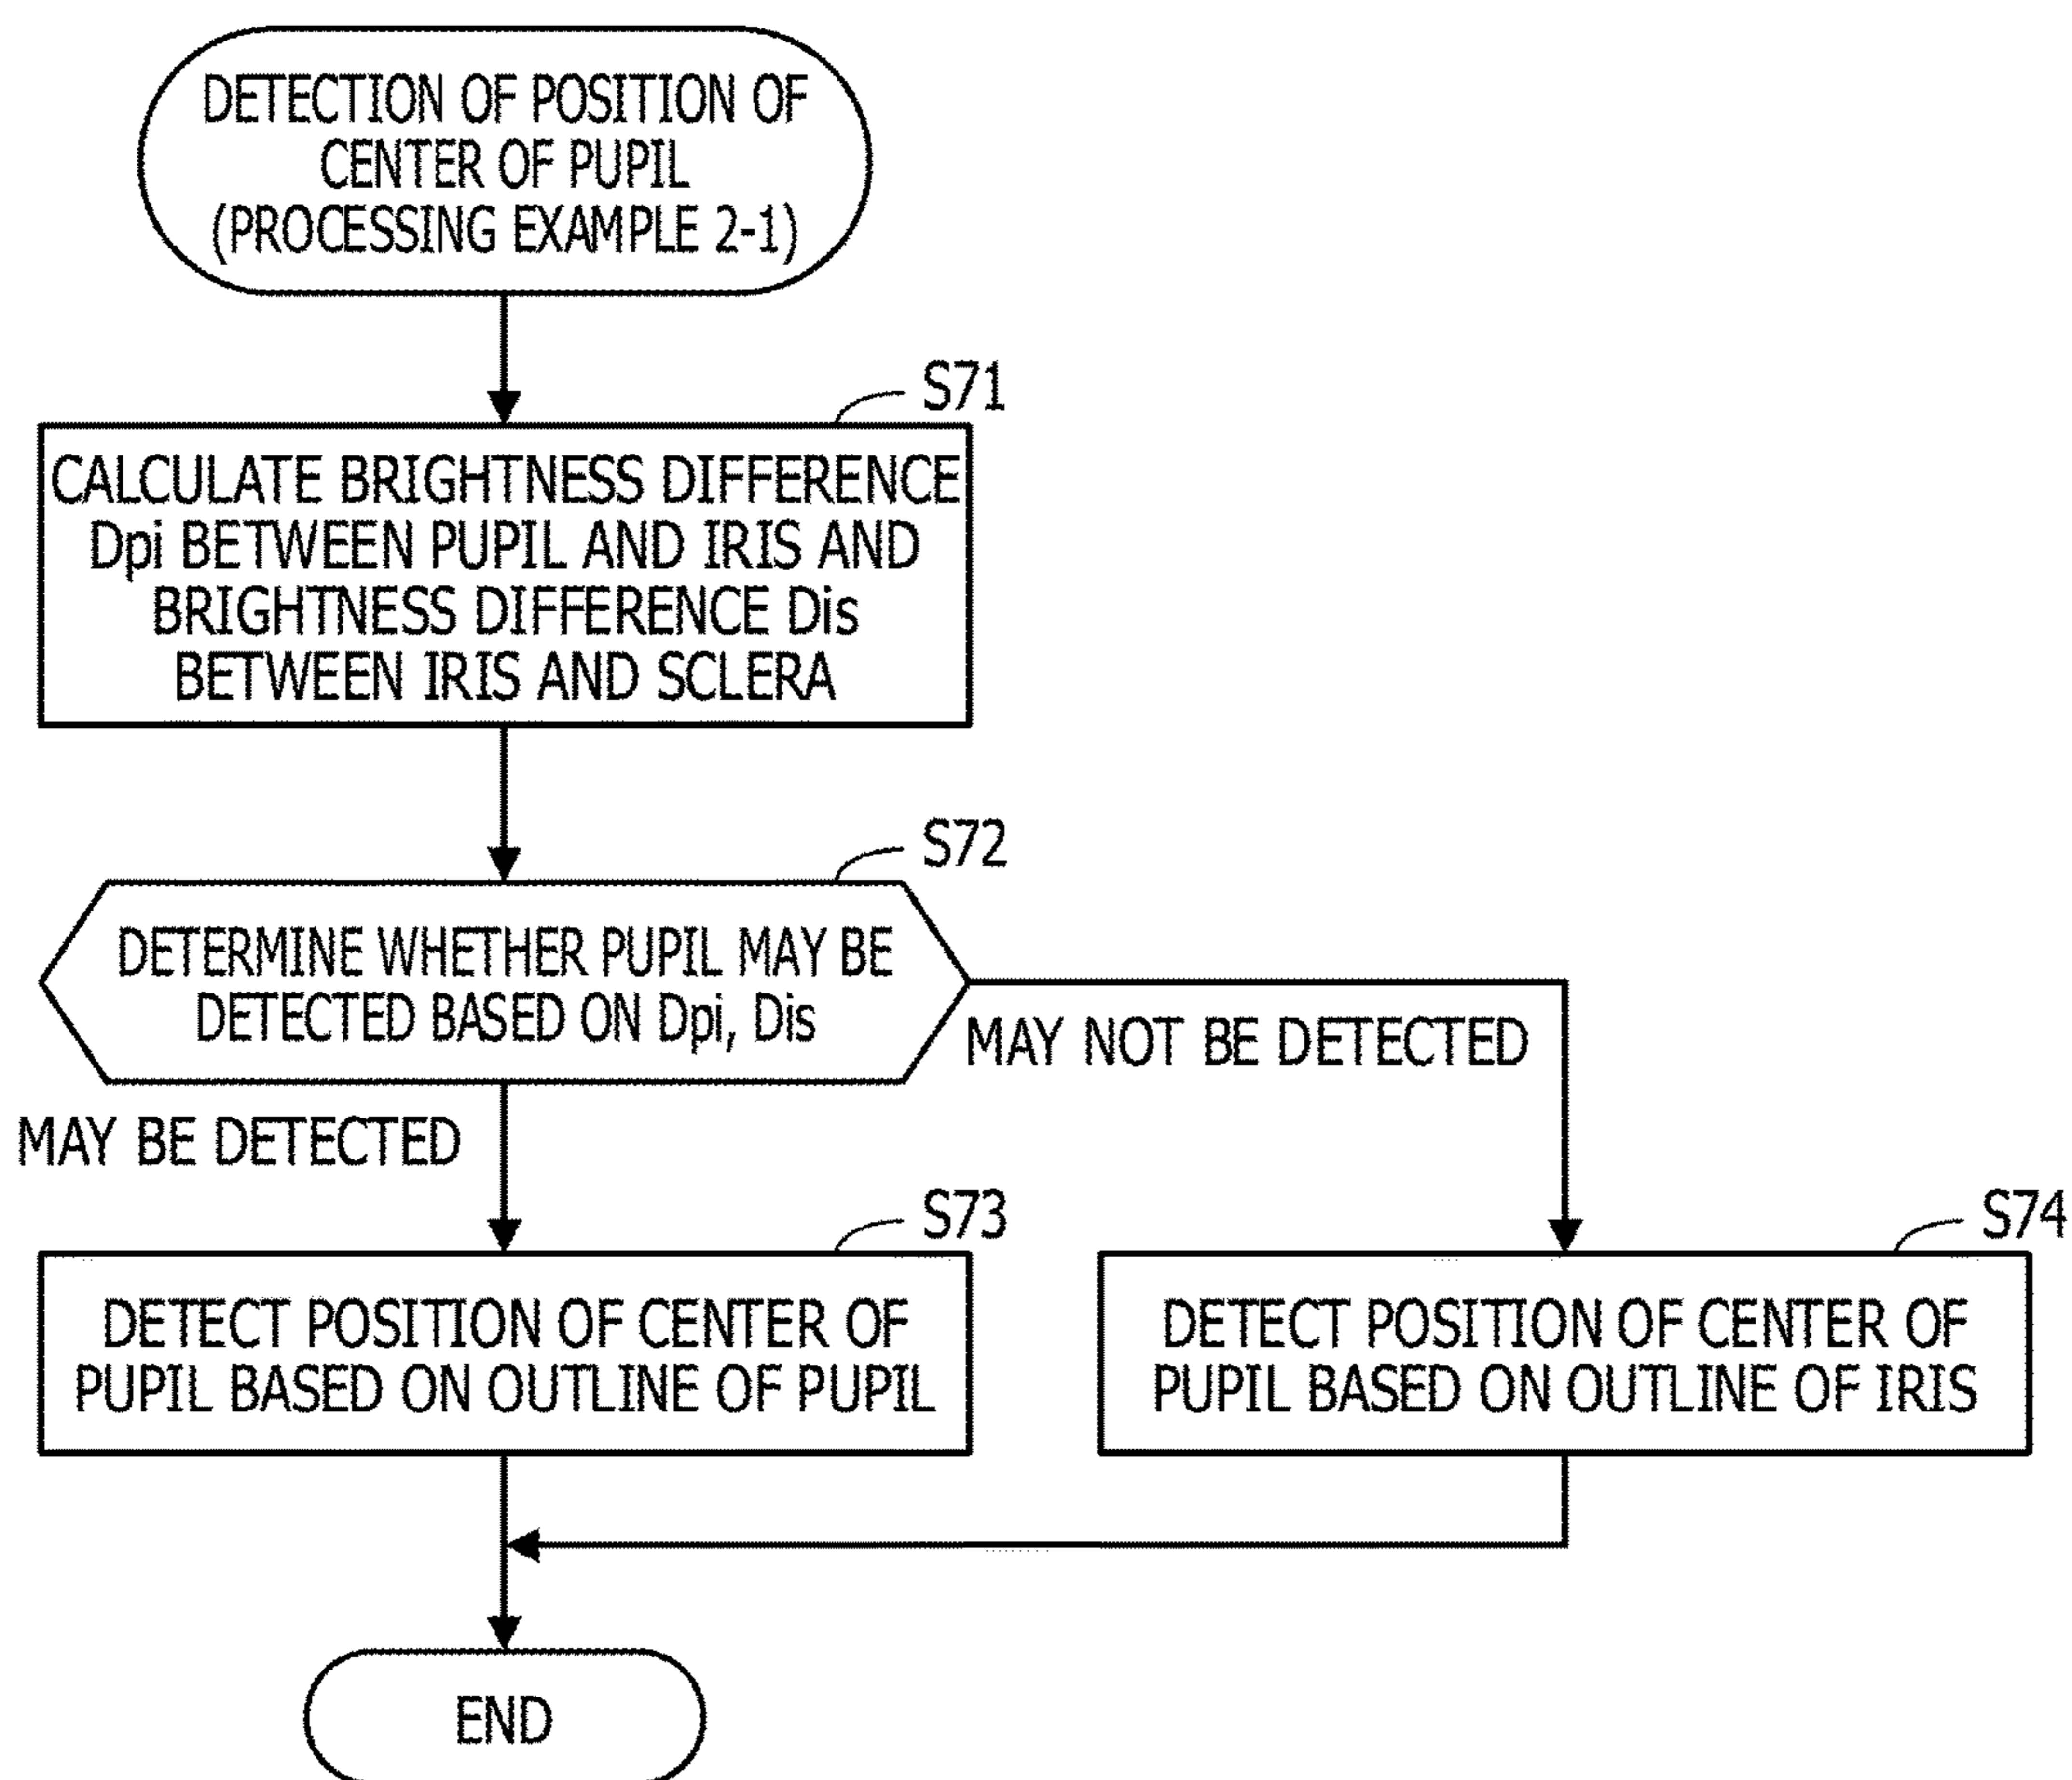 DETECTION OF POSITION OF
CENTER OF PUPIL
(PROCESSING EXAMPLE 2-1)
S71
CALCULATE BRIGHTNESS DIFFERENCE
Dpi BETWEEN PUPIL AND IRIS AND
BRIGHTNESS DIFFERENCE Dis
BETWEEN IRIS AND SCLERA
S72
DETERMINE WHETHER PUPIL MAY BE
DETECTED BASED ON Dpi, Dis
MAY NOT BE DETECTED
MAY BE DETECTED
S73
DETECT POSITION OF CENTER OF
PUPIL BASED ON OUTLINE OF PUPIL
S74
DETECT POSITION OF CENTER OF
PUPIL BASED ON OUTLINE OF IRIS
END